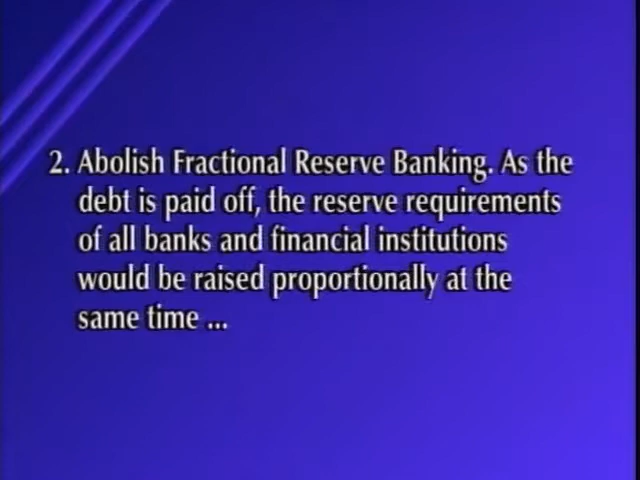 2. Abolish Fractional Reserve Banking. As the
debt is paid off, the reserve requirements
of all banks and financial institutions
would be raised proportionally at the
same time ...